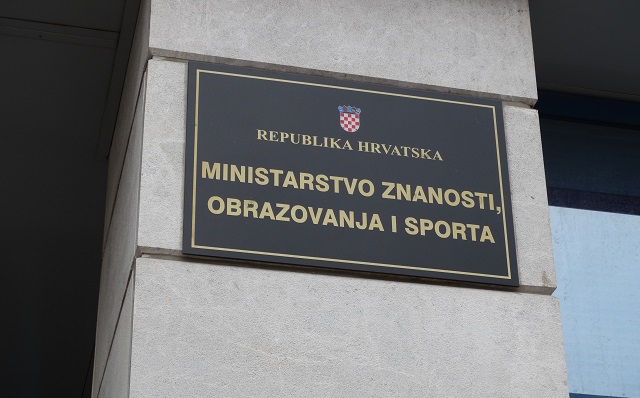 REPUBLIKA HRVATSKA
MINISTARSTVO ZNANOSTI,
OBRAZOVANJA I SPORTA